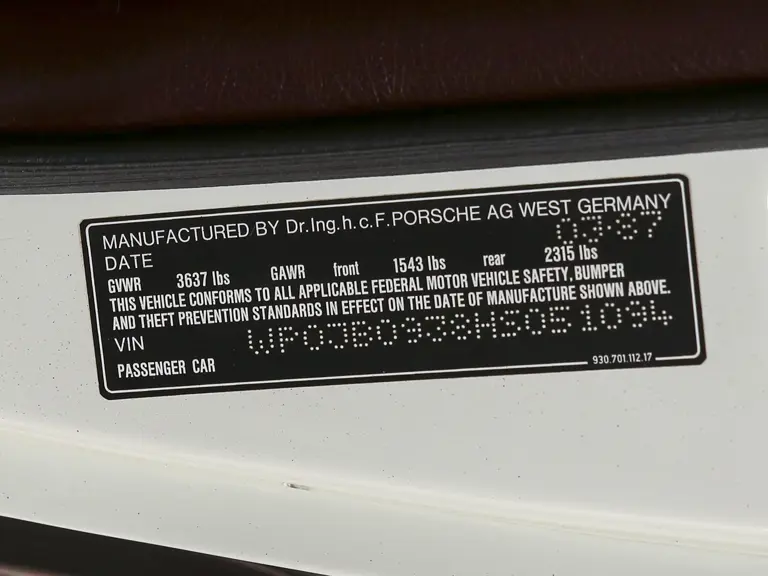 MANUFACTURED BY Dr.Ing.h.c.F.PORSCHE AG WEST GERMANY
DATE 03·87
GVWR 3637 lbs GAWR front 1543 lbs rear 2315 lbs
THIS VEHICLE CONFORMS TO ALL APPLICABLE FEDERAL MOTOR VEHICLE SAFETY, BUMPER
AND THEFT PREVENTION STANDARDS IN EFFECT ON THE DATE OF MANUFACTURE SHOWN ABOVE.
VIN WP0JB0938HS051094
PASSENGER CAR 930.701.112.17